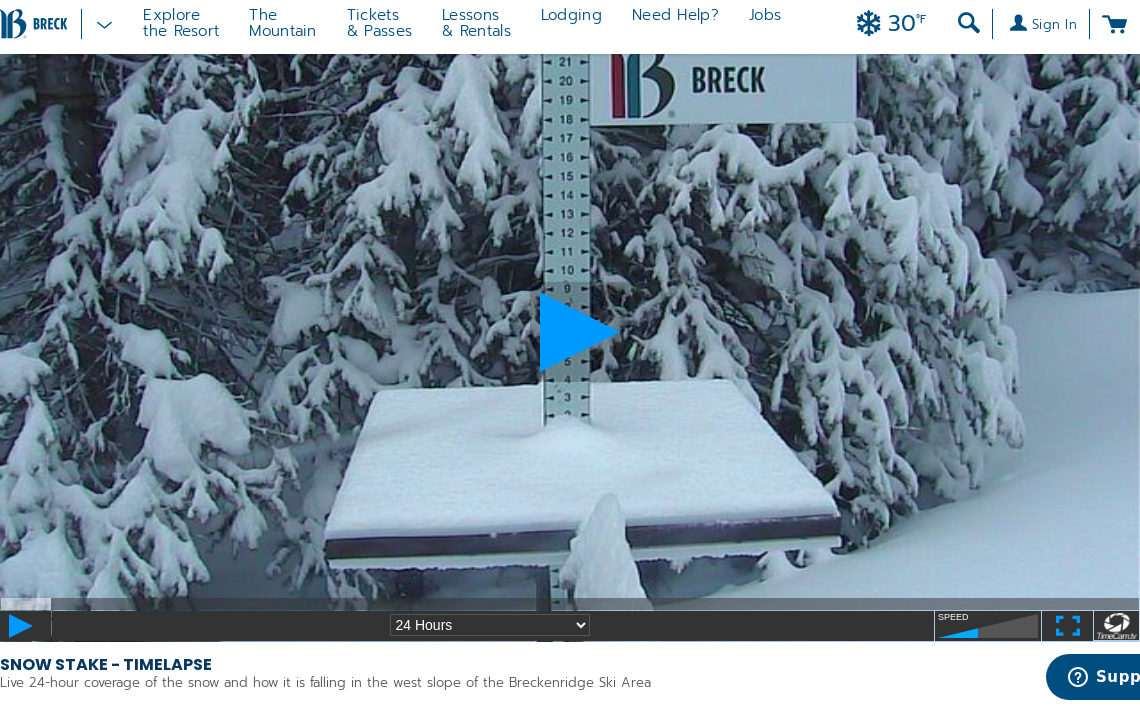 BRECK
Explore
the Resort
The
Mountain
Tickets
& Passes
Lessons
& Rentals
Lodging
Need Help?
Jobs
30°F
Sign In
BRECK
21
20
19
18
17
16
15
14
13
12
11
10
9
5
4
3
2
24 Hours
SPEED
TimeCam.tv
SNOW STAKE - TIMELAPSE
Live 24-hour coverage of the snow and how it is falling in the west slope of the Breckenridge Ski Area
Supp